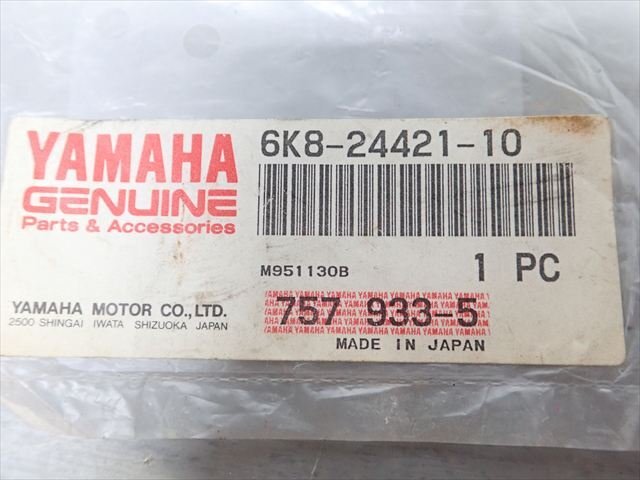 YAMAHA
GENUINE
Parts & Accessories
6K8-24421-10
M951130B
1 PC
YAMAHA MOTOR CO.,LTD.
2500 SHINGAI IWATA SHIZUOKA JAPAN
757 933-5
MADE IN JAPAN